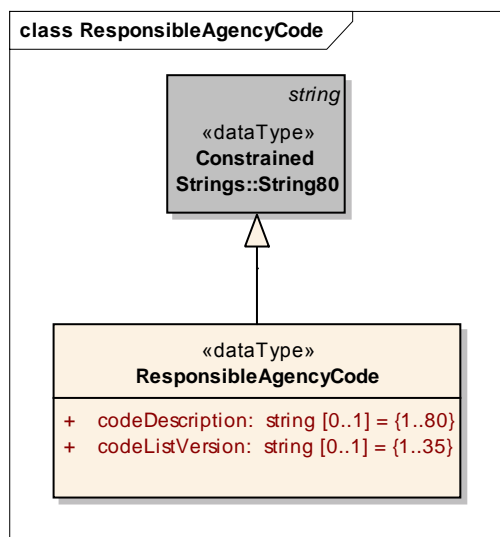 class ResponsibleAgencyCode
string
«dataType»
Constrained
Strings::String80
«dataType»
ResponsibleAgencyCode
+ codeDescription: string [0..1] = {1..80}
+ codeListVersion: string [0..1] = {1..35}